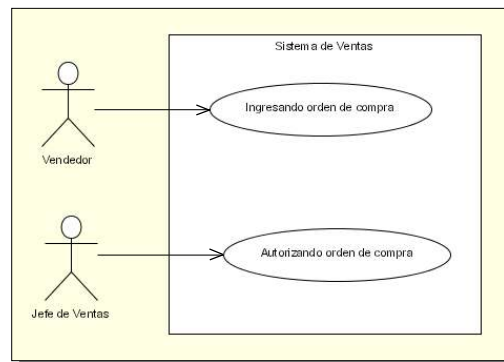 Sistema de Ventas
Ingresando orden de compra
Vendedor
Autorizando orden de compra
Jefe de Ventas